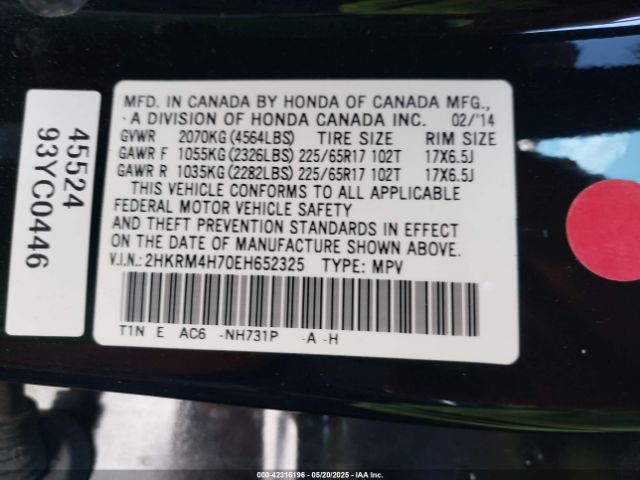 MFD. IN CANADA BY HONDA OF CANADA MFG.,
- A DIVISION OF HONDA CANADA INC. 02/'14
GVWR 2070KG (4564LBS) TIRE SIZE RIM SIZE
GAWR F 1055KG (2326LBS) 225/65R17 102T 17X6.5J
GAWR R 1035KG (2282LBS) 225/65R17 102T 17X6.5J
THIS VEHICLE CONFORMS TO ALL APPLICABLE
FEDERAL MOTOR VEHICLE SAFETY
AND THEFT PREVENTION STANDARDS IN EFFECT
ON THE DATE OF MANUFACTURE SHOWN ABOVE.
V.I.N.: 2HKRM4H70EH652325 TYPE: MPV
T1N E AC6 -NH731P -A -H
45524
93YC0446
000-42316196 - 05/20/2025 - IAA Inc.